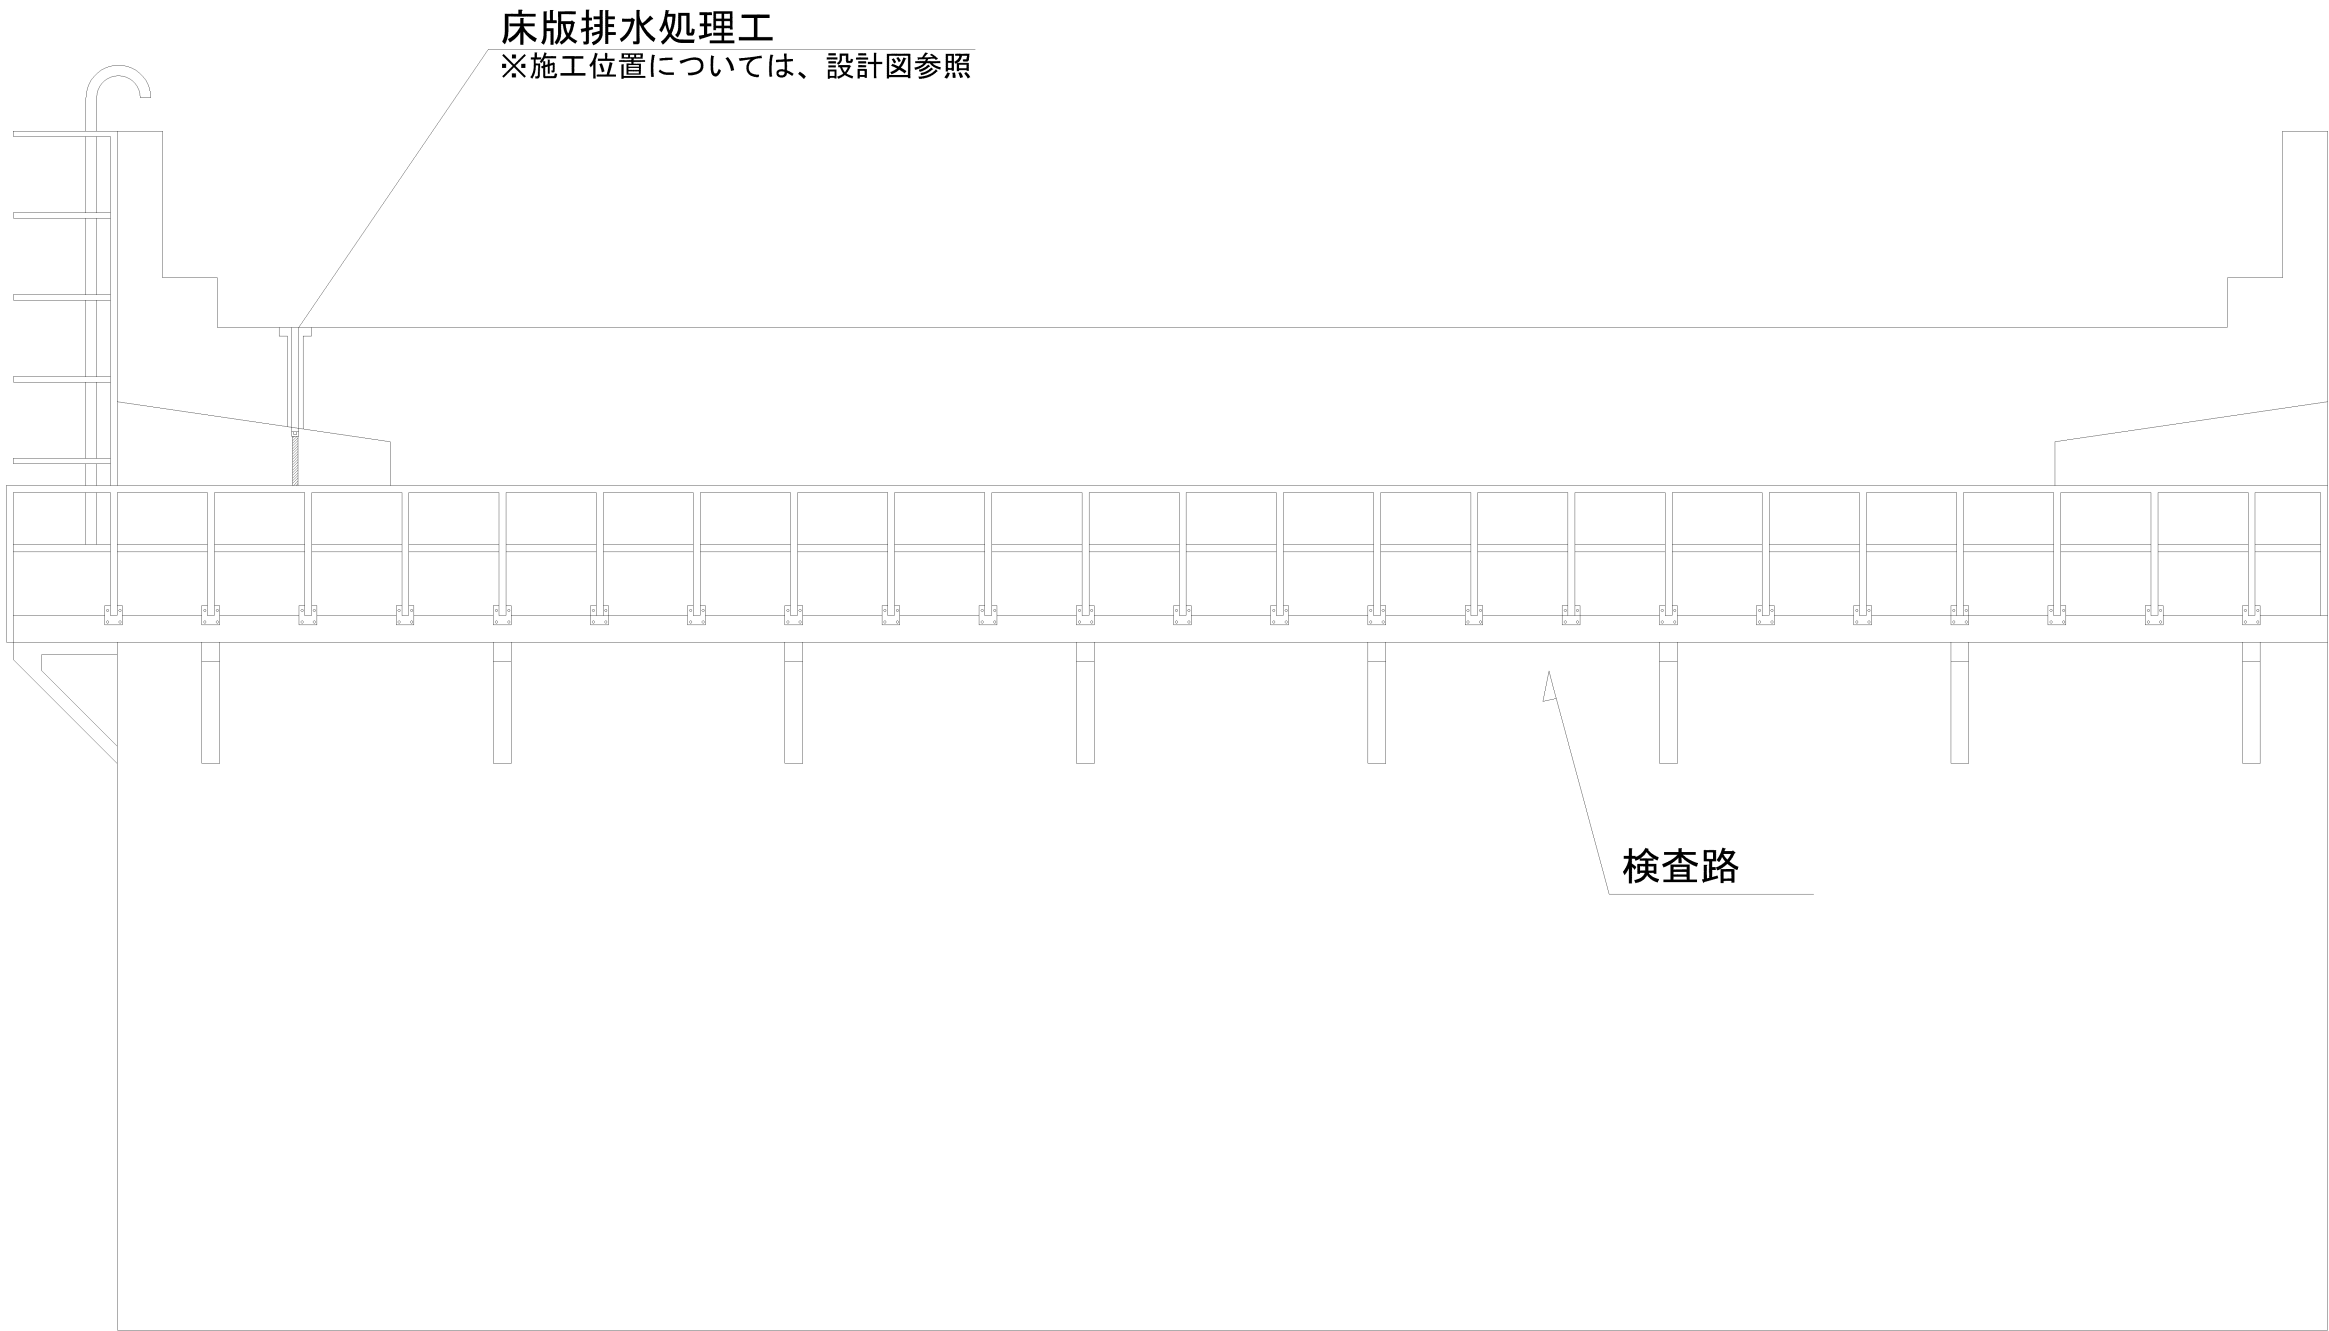 床版排水処理工
※施工位置については、設計図参照
検査路